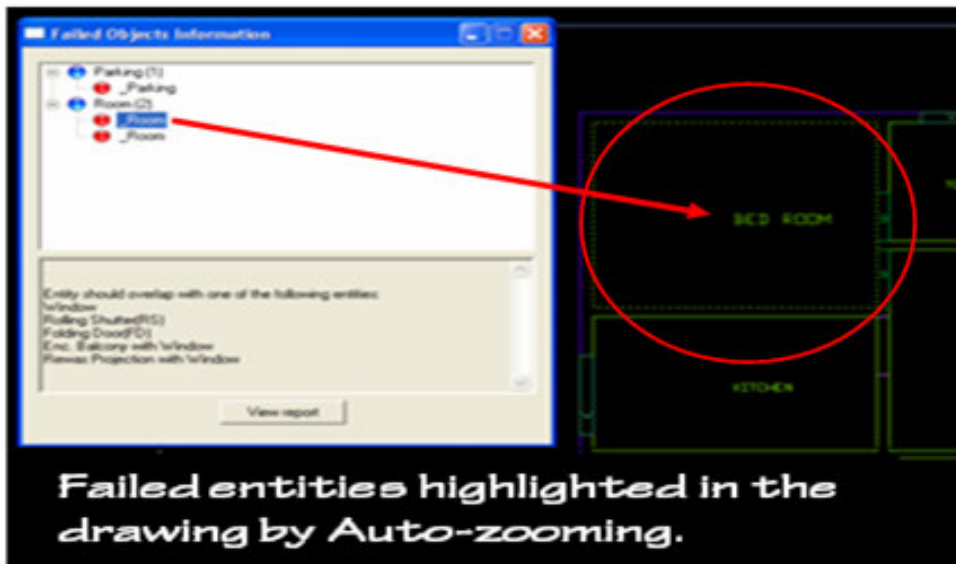 Failed Objects Information
Parking (1)
_Parking
Room (2)
_Room
_Room
Entity should overlap with one of the following entities:
Window
Rolling Shutter(RS)
Folding Door(FD)
Enc. Balcony with Window
Rewas Projection with Window
View report
BED ROOM
KITCHEN
Failed entities highlighted in the
drawing by Auto-zooming.